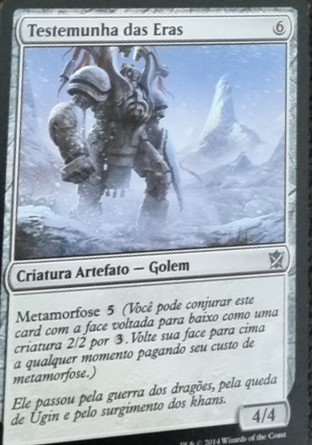 Testemunha das Eras 6
Criatura Artefato — Golem
Metamorfose 5 (Você pode conjurar este
card com a face voltada para baixo como uma
criatura 2/2 por 3. Volte sua face para cima
a qualquer momento pagando seu custo de
metamorfose.)
Ele passou pela guerra dos dragões, pela queda
de Ugin e pelo surgimento dos khans.
4/4
& © 2014 Wizards of the Coast